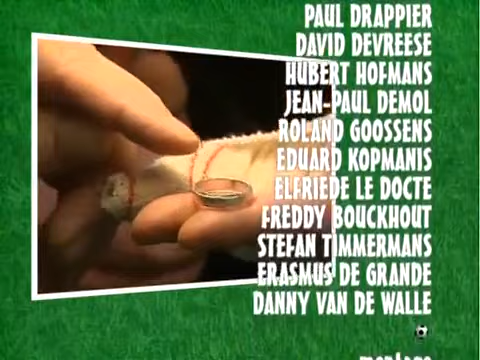 PAUL DRAPPIER
DAVID DEVREESE
HUBERT HOFMANS
JEAN-PAUL DEMOL
ROLAND GOOSSENS
EDUARD KOPMANIS
ELFRIEDE LE DOCTE
FREDDY BOUCKHOUT
STEFAN TIMMERMANS
ERASMUS DE GRANDE
DANNY VAN DE WALLE
montage